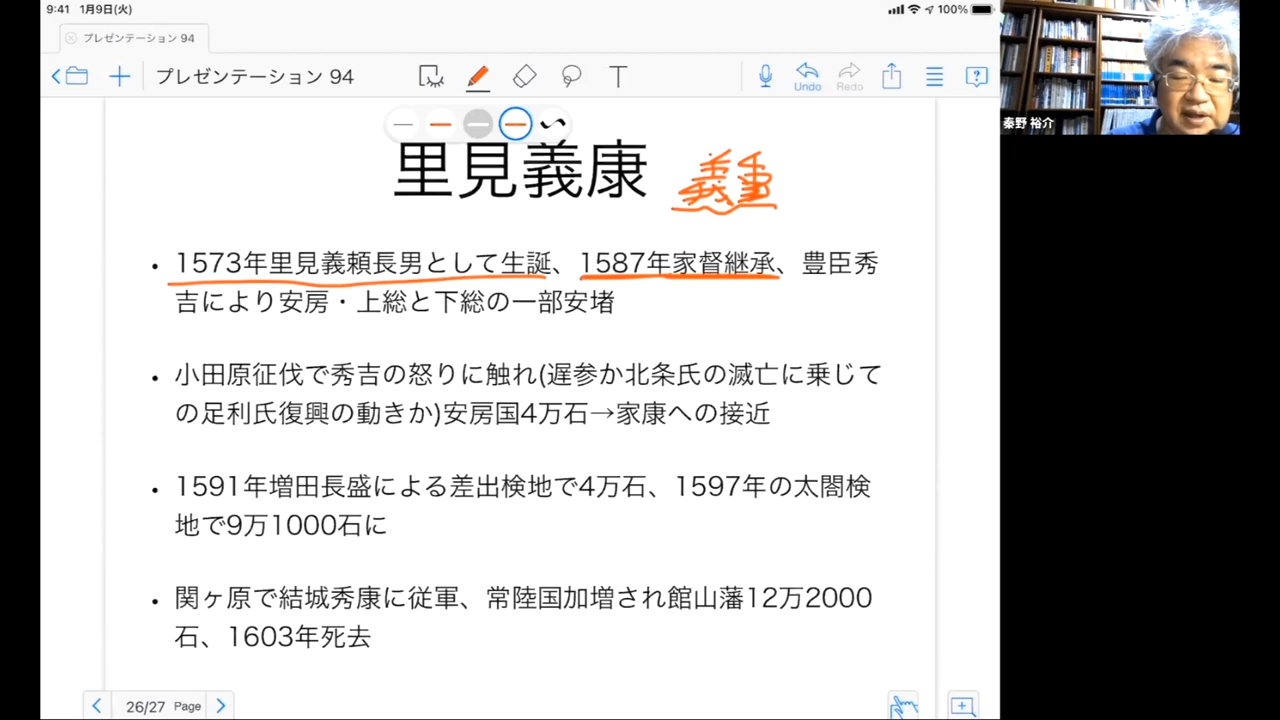 9:41 1月9日(火)
100%
プレゼンテーション 94
プレゼンテーション 94
T
Undo
Redo
秦野 裕介
里見義康 義重
• 1573年里見義頼長男として生誕、1587年家督継承、豊臣秀
吉により安房・上総と下総の一部安堵
• 小田原征伐で秀吉の怒りに触れ(遅参か北条氏の滅亡に乗じて
の足利氏復興の動きか)安房国4万石→家康への接近
• 1591年増田長盛による差出検地で4万石、1597年の太閤検
地で9万1000石に
• 関ヶ原で結城秀康に従軍、常陸国加増され館山藩12万2000
石、1603年死去
26/27 Page